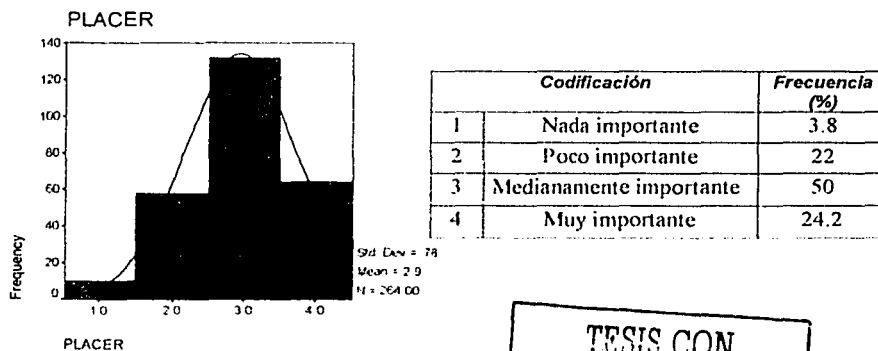 PLACER
140
120
100
80
60
40
20
0
Frequency
1.0 2.0 3.0 4.0
PLACER
Std. Dev = .78
Mean = 2.9
N = 264.00
Codificación Frecuencia (%)
1 Nada importante 3.8
2 Poco importante 22
3 Medianamente importante 50
4 Muy importante 24.2
TESIS CON